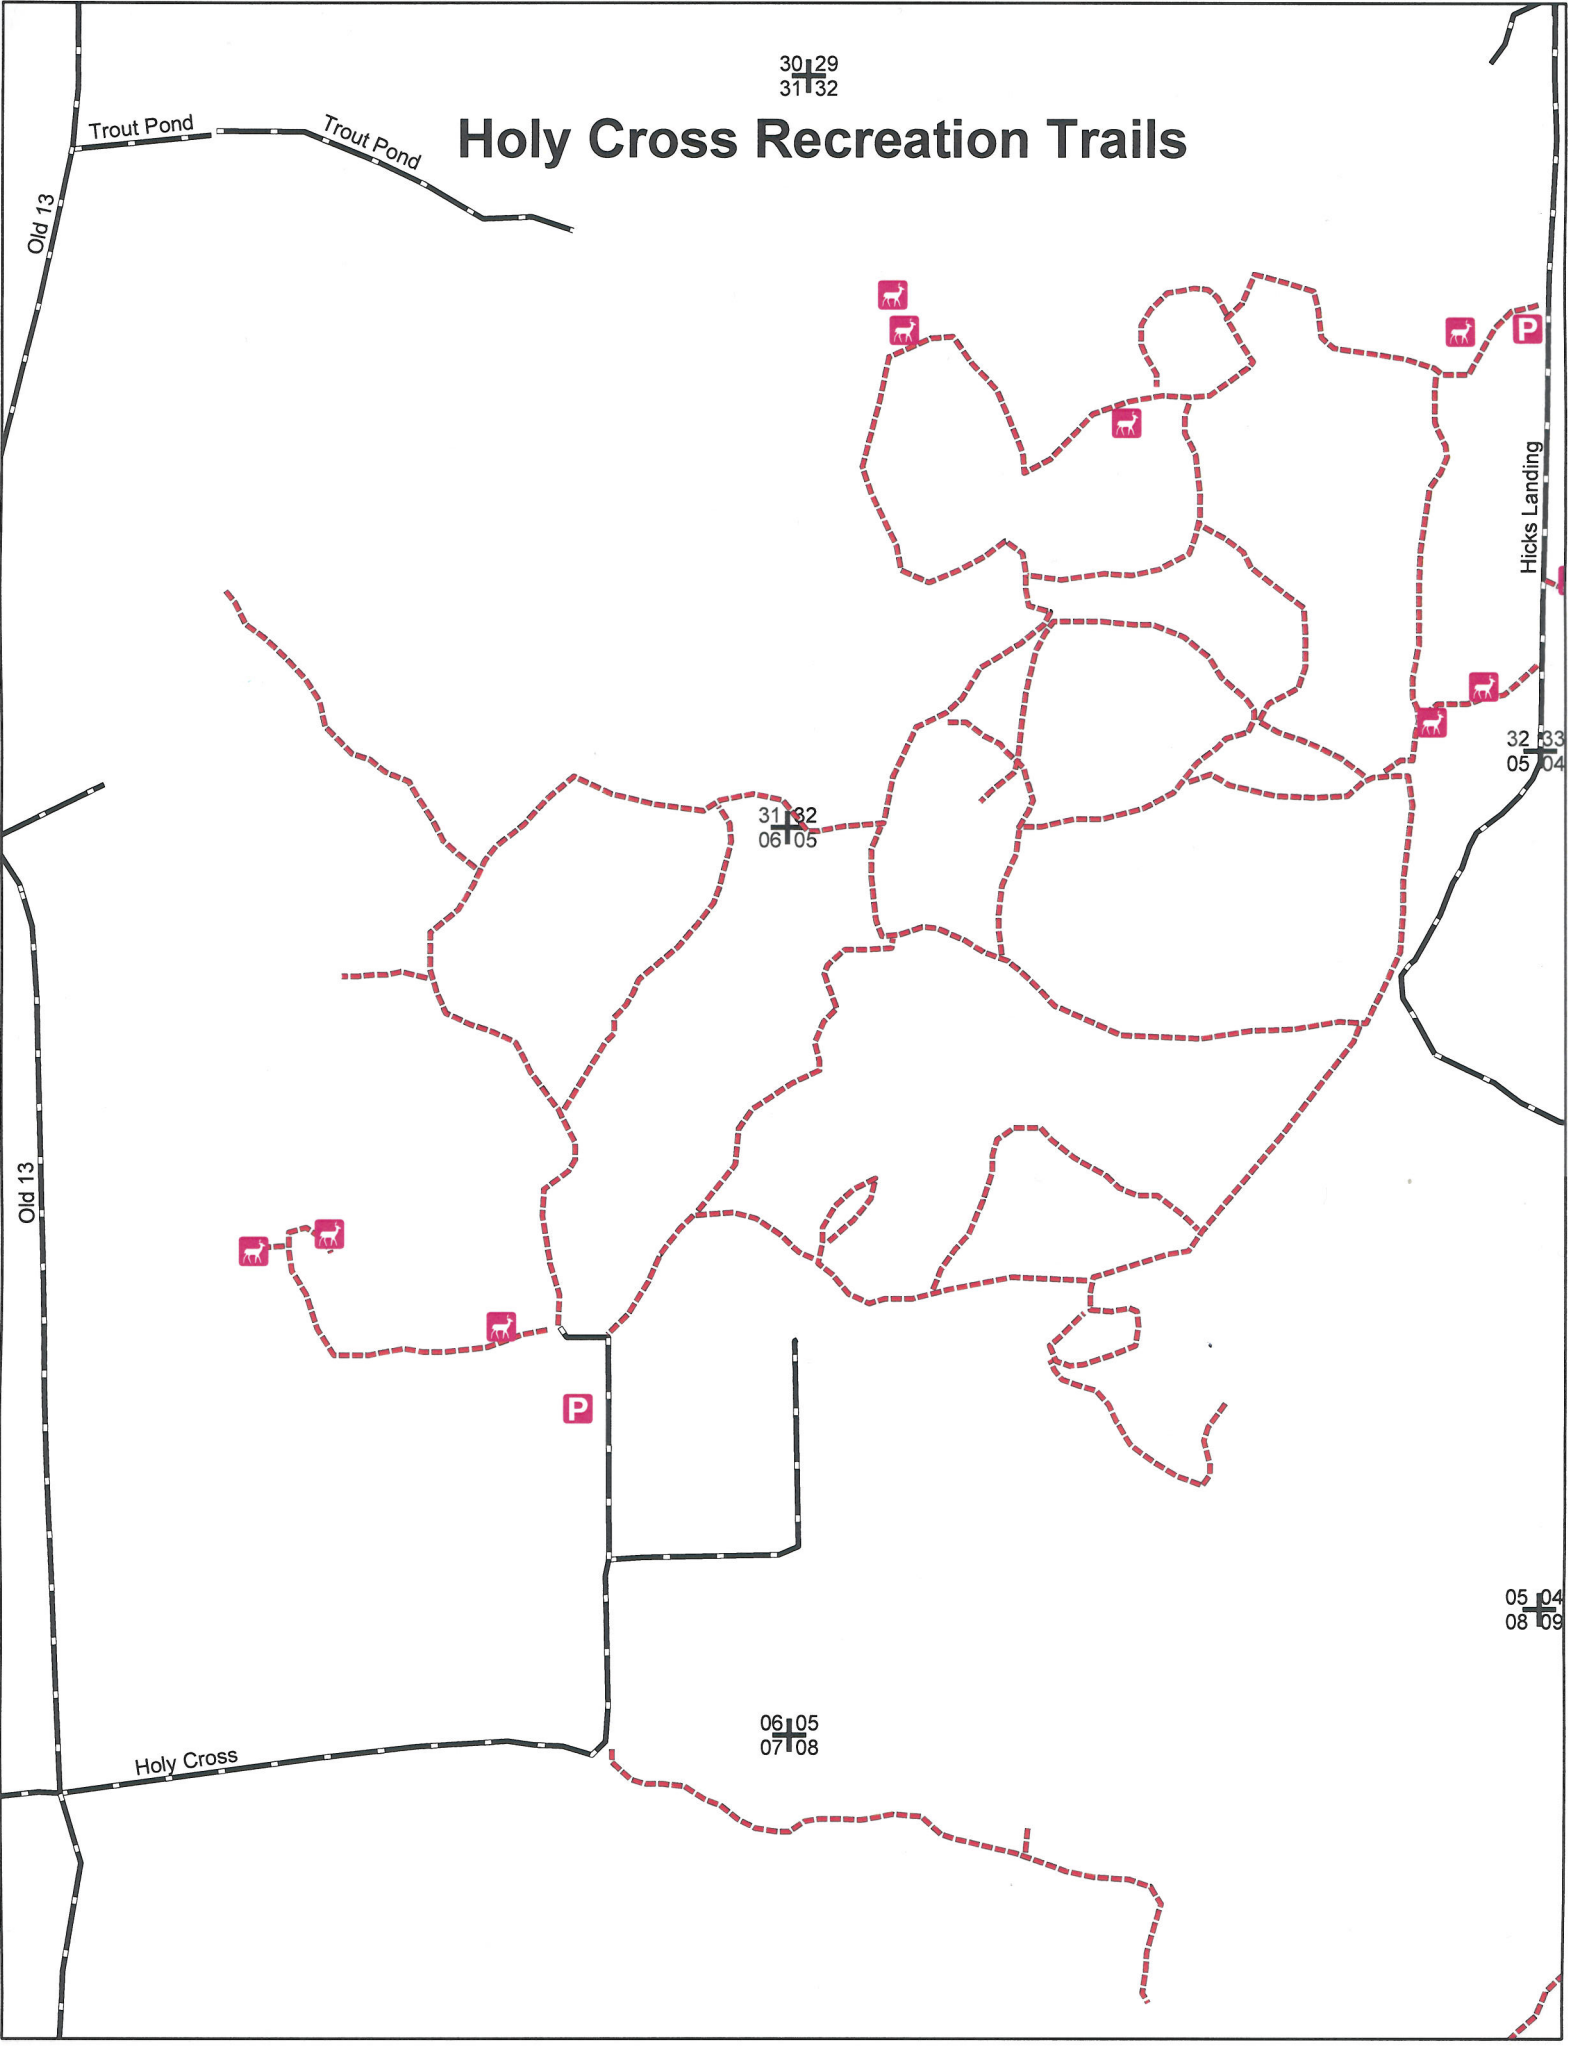 30 29
31 32
Holy Cross Recreation Trails
Trout Pond
Trout Pond
Old 13
P
Hicks Landing
32 33
05 04
31 32
06 05
Old 13
P
05 04
08 09
06 05
07 08
Holy Cross